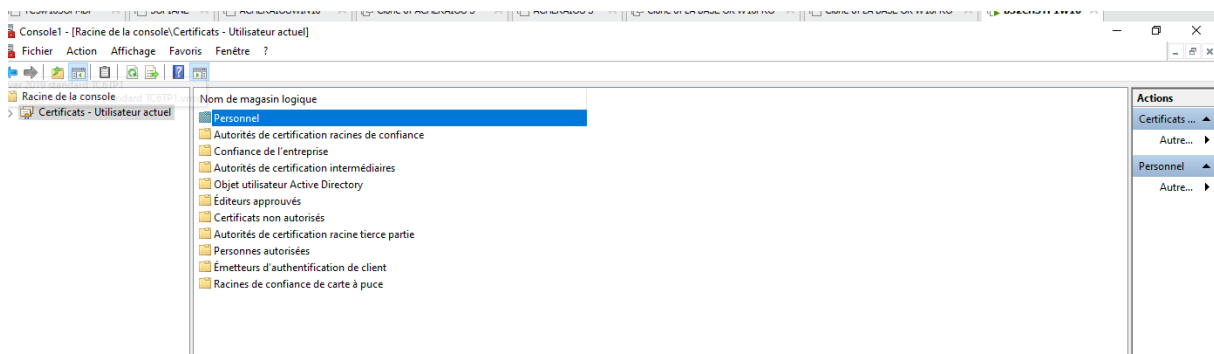 Console1 - [Racine de la console\Certificats - Utilisateur actuel]
Fichier Action Affichage Favoris Fenêtre ?
Racine de la console
Certificats - Utilisateur actuel
Nom de magasin logique
Personnel
Autorités de certification racines de confiance
Confiance de l'entreprise
Autorités de certification intermédiaires
Objet utilisateur Active Directory
Éditeurs approuvés
Certificats non autorisés
Autorités de certification racine tierce partie
Personnes autorisées
Émetteurs d'authentification de client
Racines de confiance de carte à puce
Actions
Certificats ...
Autre...
Personnel
Autre...